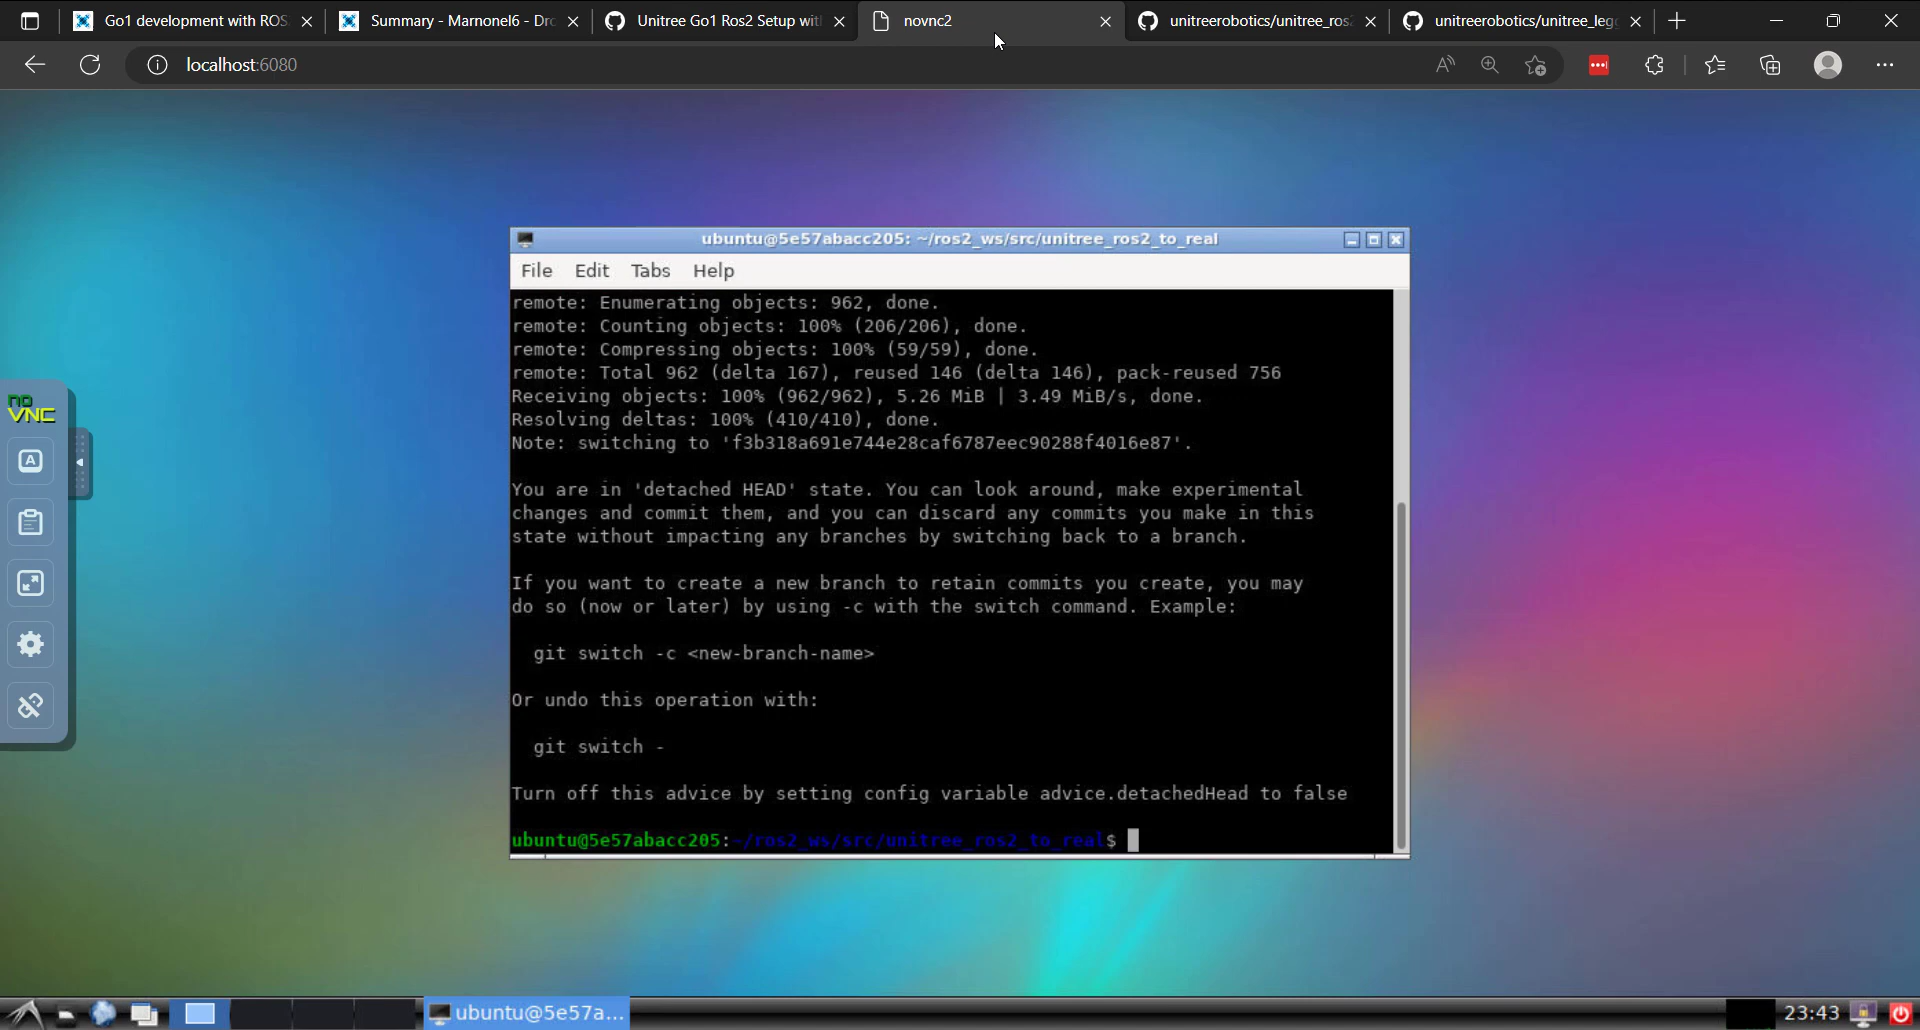 Go1 development with ROS
Summary - Marnonel6 - Dr
Unitree Go1 Ros2 Setup wit
novnc2
unitreerobotics/unitree_ros
unitreerobotics/unitree_leg
localhost:6080
ubuntu@5e57abacc205: ~/ros2_ws/src/unitree_ros2_to_real
File Edit Tabs Help
remote: Enumerating objects: 962, done.
remote: Counting objects: 100% (206/206), done.
remote: Compressing objects: 100% (59/59), done.
remote: Total 962 (delta 167), reused 146 (delta 146), pack-reused 756
Receiving objects: 100% (962/962), 5.26 MiB | 3.49 MiB/s, done.
Resolving deltas: 100% (410/410), done.
Note: switching to 'f3b318a691e744e28caf6787eec90288f4016e87'.
You are in 'detached HEAD' state. You can look around, make experimental
changes and commit them, and you can discard any commits you make in this
state without impacting any branches by switching back to a branch.
If you want to create a new branch to retain commits you create, you may
do so (now or later) by using -c with the switch command. Example:
git switch -c <new-branch-name>
Or undo this operation with:
git switch -
Turn off this advice by setting config variable advice.detachedHead to false
ubuntu@5e57abacc205:~/ros2_ws/src/unitree_ros2_to_real$
no
VNC
A
ubuntu@5e57a...
23:43